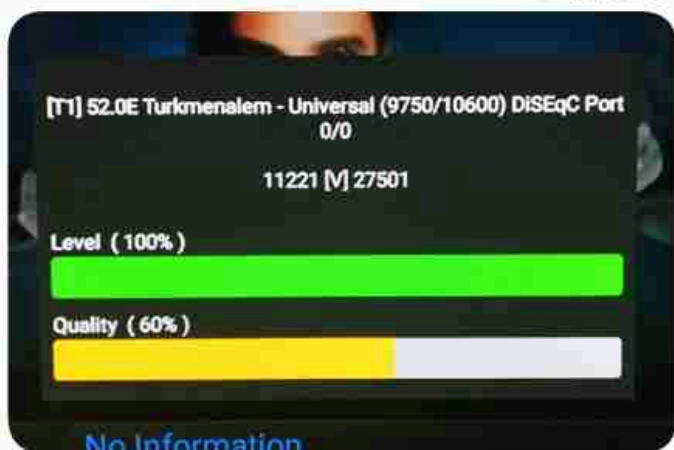 [T1] 52.0E Turkmenalem - Universal (9750/10600) DiSEqC Port
0/0
11221 [V] 27501
Level ( 100% )
Quality ( 60% )
No Information